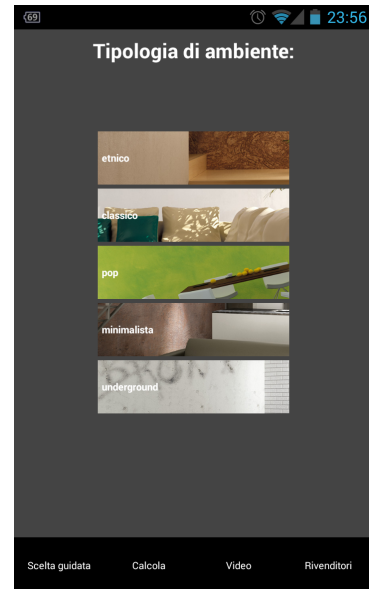 69
23:56
Tipologia di ambiente:
etnico
classico
pop
minimalista
underground
Scelta guidata Calcola Video Rivenditori